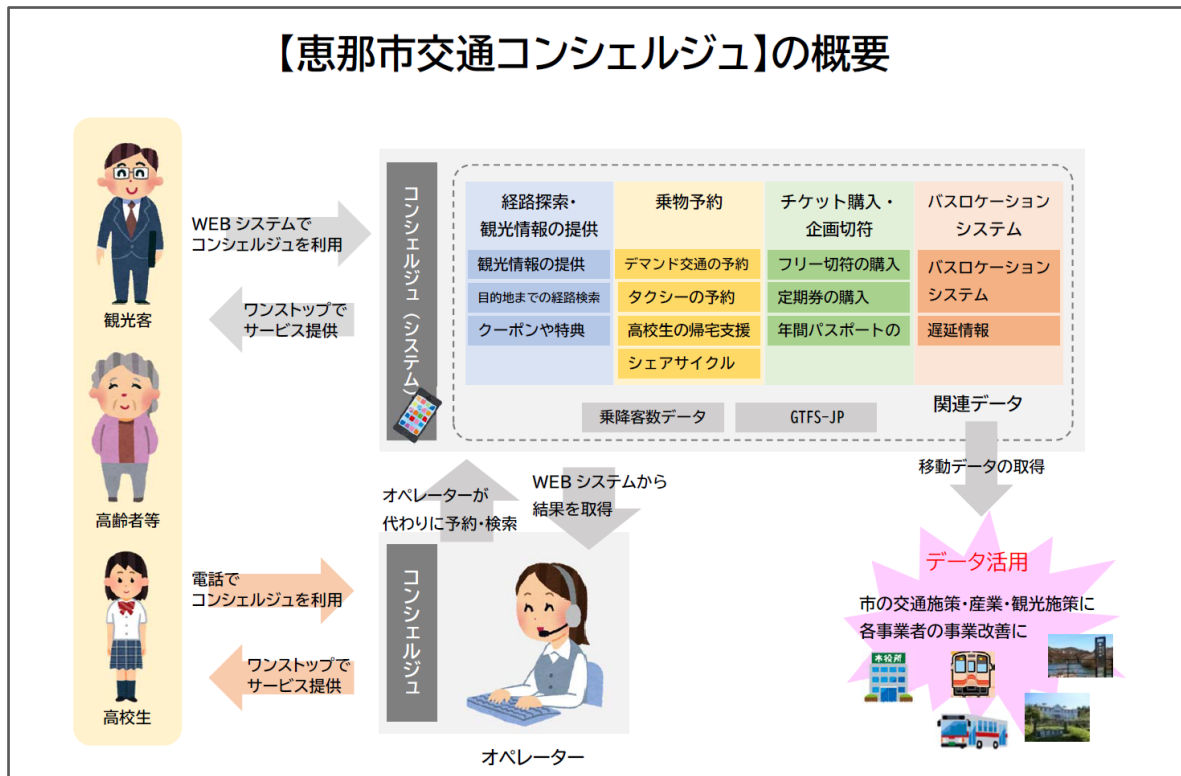 【恵那市交通コンシェルジュ】の概要
観光客
高齢者等
高校生
WEBシステムで
コンシェルジュを利用
ワンストップで
サービス提供
電話で
コンシェルジュを利用
ワンストップで
サービス提供
コンシェルジュ（システム）
経路探索・
観光情報の提供
観光情報の提供
目的地までの経路検索
クーポンや特典
乗物予約
デマンド交通の予約
タクシーの予約
高校生の帰宅支援
シェアサイクル
チケット購入・
企画切符
フリー切符の購入
定期券の購入
年間パスポートの
バスロケーション
システム
バスロケーション
システム
遅延情報
乗降客数データ
GTFS-JP
関連データ
オペレーターが
代わりに予約・検索
WEBシステムから
結果を取得
移動データの取得
コンシェルジュ
オペレーター
データ活用
市の交通施策・産業・観光施策に
各事業者の事業改善に
市役所